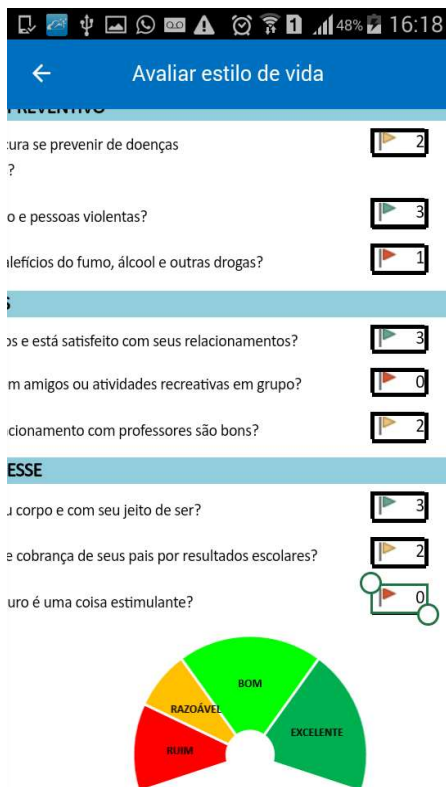 48% 16:18
Avaliar estilo de vida
PREVENTIVO
cura se prevenir de doenças 2
?
o e pessoas violentas? 3
alefícios do fumo, álcool e outras drogas? 1
S
os e está satisfeito com seus relacionamentos? 3
m amigos ou atividades recreativas em grupo? 0
acionamento com professores são bons? 2
ESSE
u corpo e com seu jeito de ser? 3
e cobrança de seus pais por resultados escolares? 2
uro é uma coisa estimulante? 0
BOM
RAZOÁVEL
EXCELENTE
RUIM